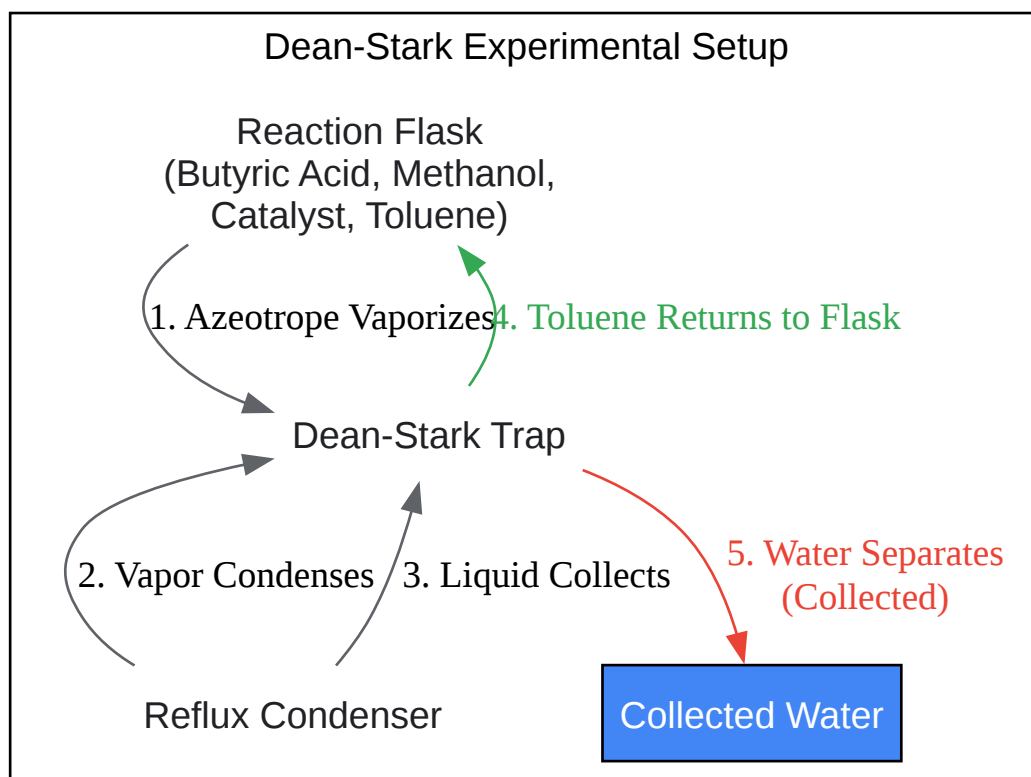 Dean-Stark Experimental Setup
Reaction Flask
(Butyric Acid, Methanol,
Catalyst, Toluene)
1. Azeotrope Vaporizes
4. Toluene Returns to Flask
Dean-Stark Trap
2. Vapor Condenses
3. Liquid Collects
5. Water Separates
(Collected)
Reflux Condenser
Collected Water